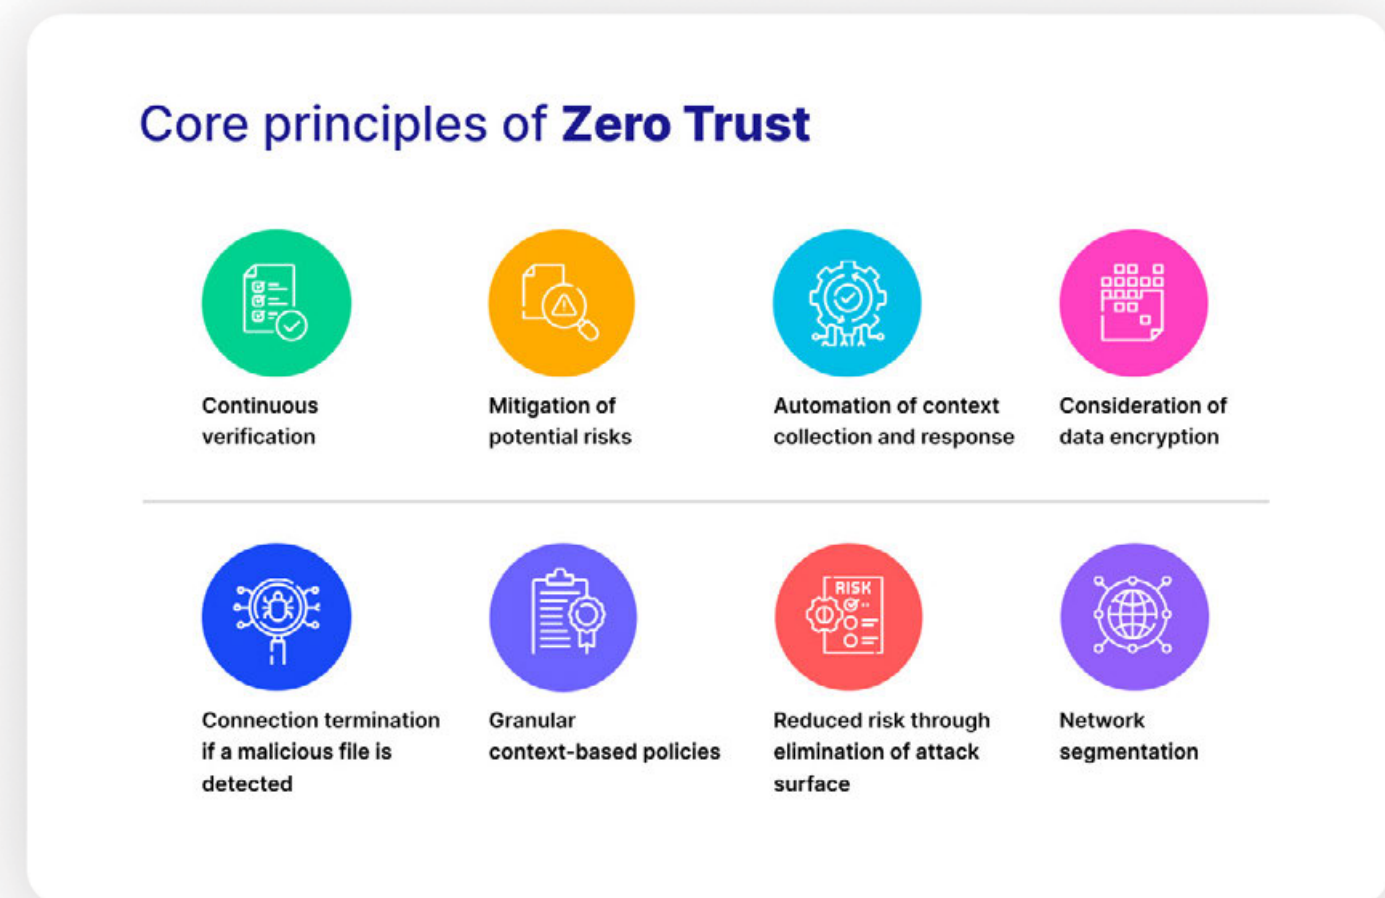 Core principles of Zero Trust
Continuous
verification
Mitigation of
potential risks
Automation of context
collection and response
Consideration of
data encryption
Connection termination
if a malicious file is
detected
Granular
context-based policies
RISK
Reduced risk through
elimination of attack
surface
Network
segmentation